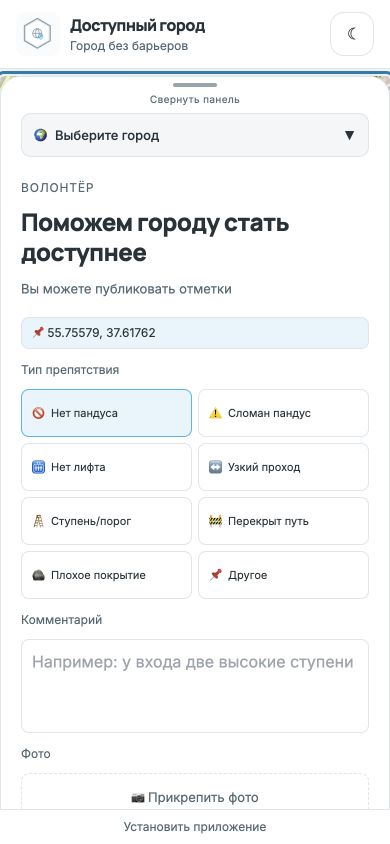 Доступный город
Город без барьеров
Свернуть панель
Выберите город
ВОЛОНТЁР
Поможем городу стать
доступнее
Вы можете публиковать отметки
55.75579, 37.61762
Тип препятствия
Нет пандуса
Сломан пандус
Нет лифта
Узкий проход
Ступень/порог
Перекрыт путь
Плохое покрытие
Другое
Комментарий
Например: у входа две высокие ступени
Фото
Прикрепить фото
Установить приложение